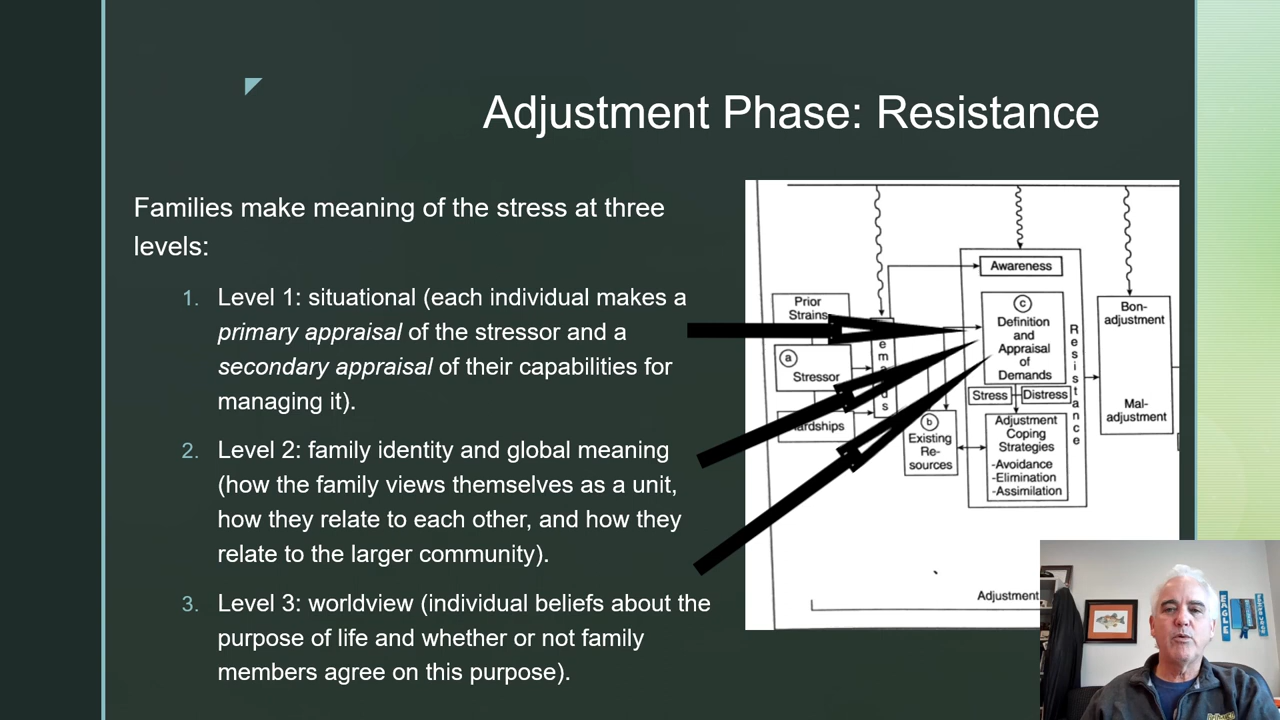 Adjustment Phase: Resistance
Families make meaning of the stress at three
levels:
1. Level 1: situational (each individual makes a
primary appraisal of the stressor and a
secondary appraisal of their capabilities for
managing it).
2. Level 2: family identity and global meaning
(how the family views themselves as a unit,
how they relate to each other, and how they
relate to the larger community).
3. Level 3: worldview (individual beliefs about the
purpose of life and whether or not family
members agree on this purpose).
Prior
Strains
a
Stressor
ardships
e
m
d
s
Awareness
c
Definition
and
Appraisal
of
Demands
Stress
Distress
b
Existing
Re-
sources
Adjustment
Coping
Strategies
-Avoidance
-Elimination
-Assimilation
Resistance
Bon-
adjustment
Mal-
adjustment
Adjustment
EAGLE